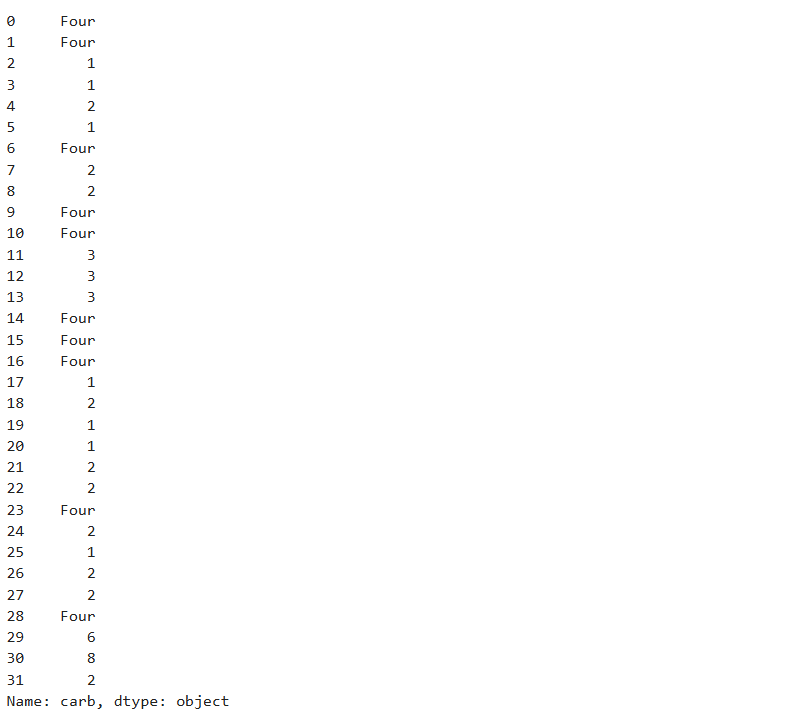 0     Four
1     Four
2        1
3        1
4        2
5        1
6     Four
7        2
8        2
9     Four
10    Four
11       3
12       3
13       3
14    Four
15    Four
16    Four
17       1
18       2
19       1
20       1
21       2
22       2
23    Four
24       2
25       1
26       2
27       2
28    Four
29       6
30       8
31       2
Name: carb, dtype: object